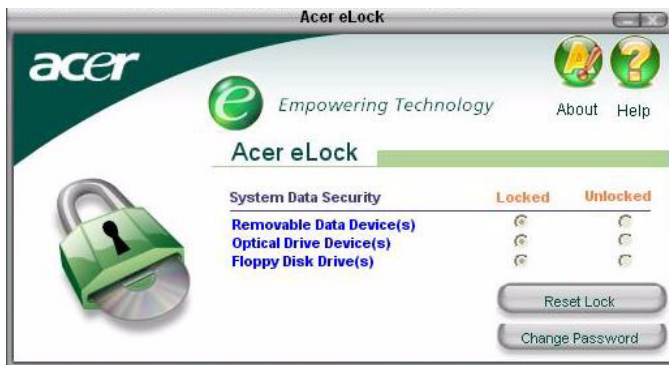 Acer eLock
acer
e Empowering Technology
About Help
Acer eLock
System Data Security Locked Unlocked
Removable Data Device(s)
Optical Drive Device(s)
Floppy Disk Drive(s)
Reset Lock
Change Password